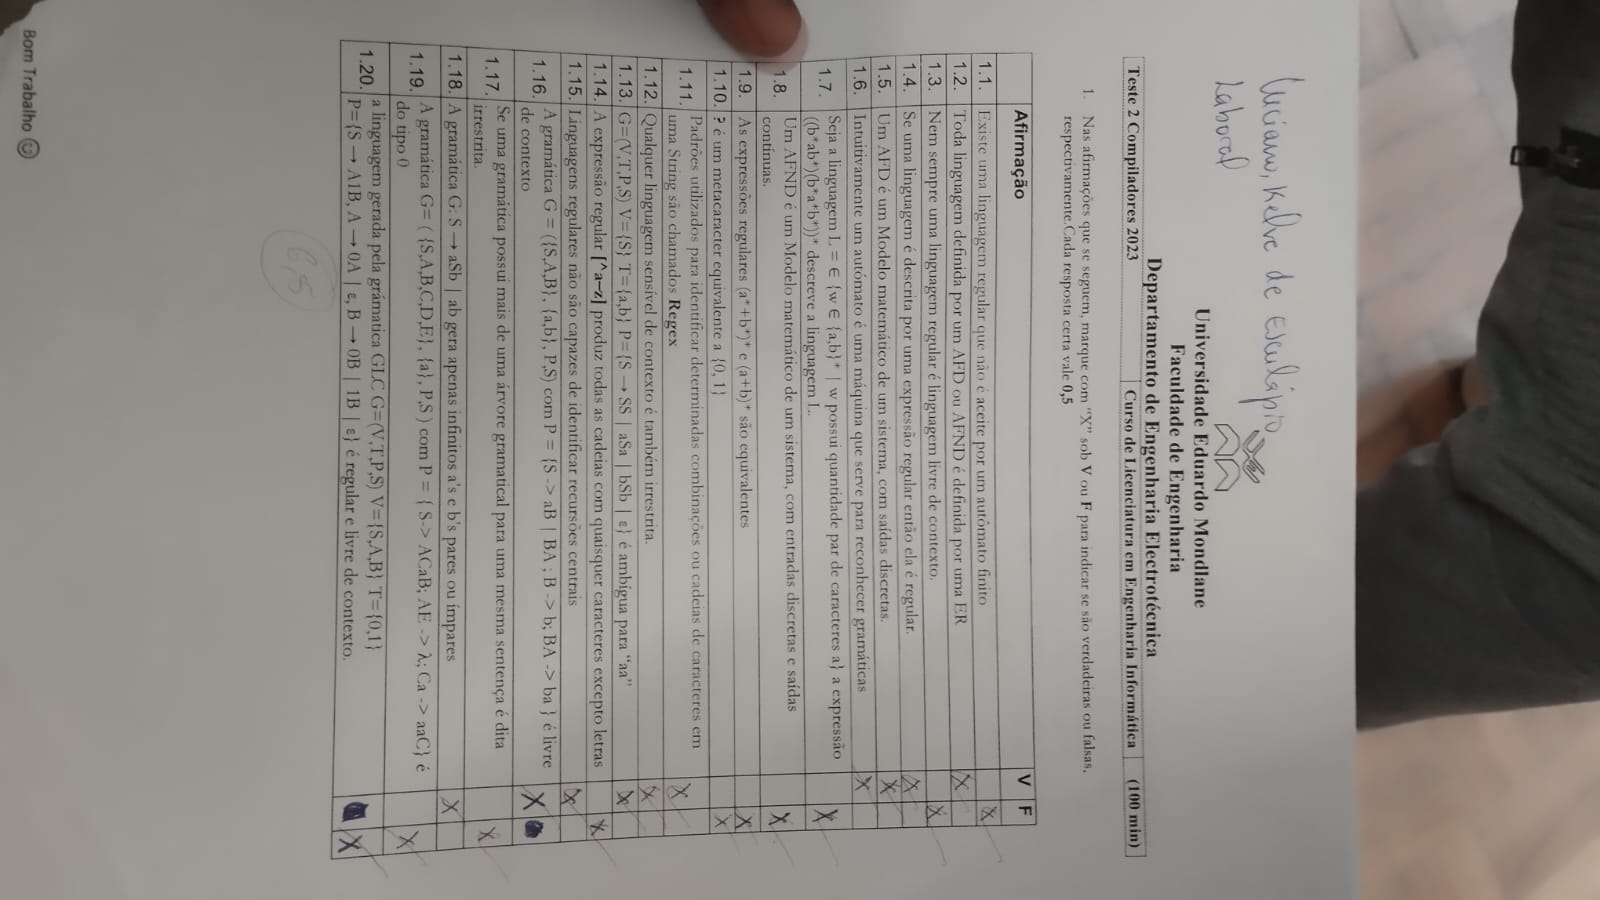 Luciano, Kelve de Esculápio
Laboral
Universidade Eduardo Mondlane
Faculdade de Engenharia
Departamento de Engenharia Electrotécnica
Teste 2 Compiladores 2023 Curso de Licenciatura em Engenharia Informática (100 min)
1. Nas afirmações que se seguem, marque com "X" sob V ou F para indicar se são verdadeiras ou falsas,
respectivamente.Cada resposta certa vale 0,5
Afirmação V F
1.1. Existe uma linguagem regular que não é aceite por um autómato finito X
1.2. Toda linguagem definida por um AFD ou AFND é definida por uma ER X
1.3. Nem sempre uma linguagem regular é linguagem livre de contexto. X
1.4. Se uma linguagem é descrita por uma expressão regular então ela é regular. X
1.5. Um AFD é um Modelo matemático de um sistema, com saídas discretas. X
1.6. Intuitivamente um autómato é uma máquina que serve para reconhecer gramáticas X
1.7. Seja a linguagem L = ∈ {w ∈ {a,b}* | w possui quantidade par de caracteres a} a expressão
((b*ab*)(b*a*b*))* descreve a linguagem L. X
1.8. Um AFND é um Modelo matemático de um sistema, com entradas discretas e saídas
contínuas. X
1.9. As expressões regulares (a*+b*)* e (a+b)* são equivalentes X
1.10. ? é um metacaracter equivalente a {0, 1} X
1.11. Padrões utilizados para identificar determinadas combinações ou cadeias de caracteres em
uma String são chamados Regex X
1.12. Qualquer linguagem sensível de contexto é também irrestrita. X
1.13. G=(V,T,P,S) V={S} T={a,b} P={S → SS | aSa | bSb | ε} é ambígua para "aa" X
1.14. A expressão regular [^a–z] produz todas as cadeias com quaisquer caracteres excepto letras X
1.15. Linguagens regulares não são capazes de identificar recursões centrais X
1.16. A gramática G = ({S,A,B}, {a,b}, P,S) com P = {S -> aB | BA ; B -> b; BA -> ba } é livre
de contexto X
1.17. Se uma gramática possui mais de uma árvore gramatical para uma mesma sentença é dita
irrestrita. X
1.18. A gramática G: S → aSb | ab gera apenas infinitos a's e b's pares ou ímpares X
1.19. A gramática G= ( {S,A,B,C,D,E}, {a}, P,S ) com P = { S-> ACaB; AE -> λ; Ca -> aaC} é
do tipo 0 X
1.20. a linguagem gerada pela grámatica GLC G=(V,T,P,S) V={S,A,B} T={0,1}
P={S → A1B, A → 0A | ε, B → 0B | 1B | ε} é regular e livre de contexto. X
6,5
Bom Trabalho ☺